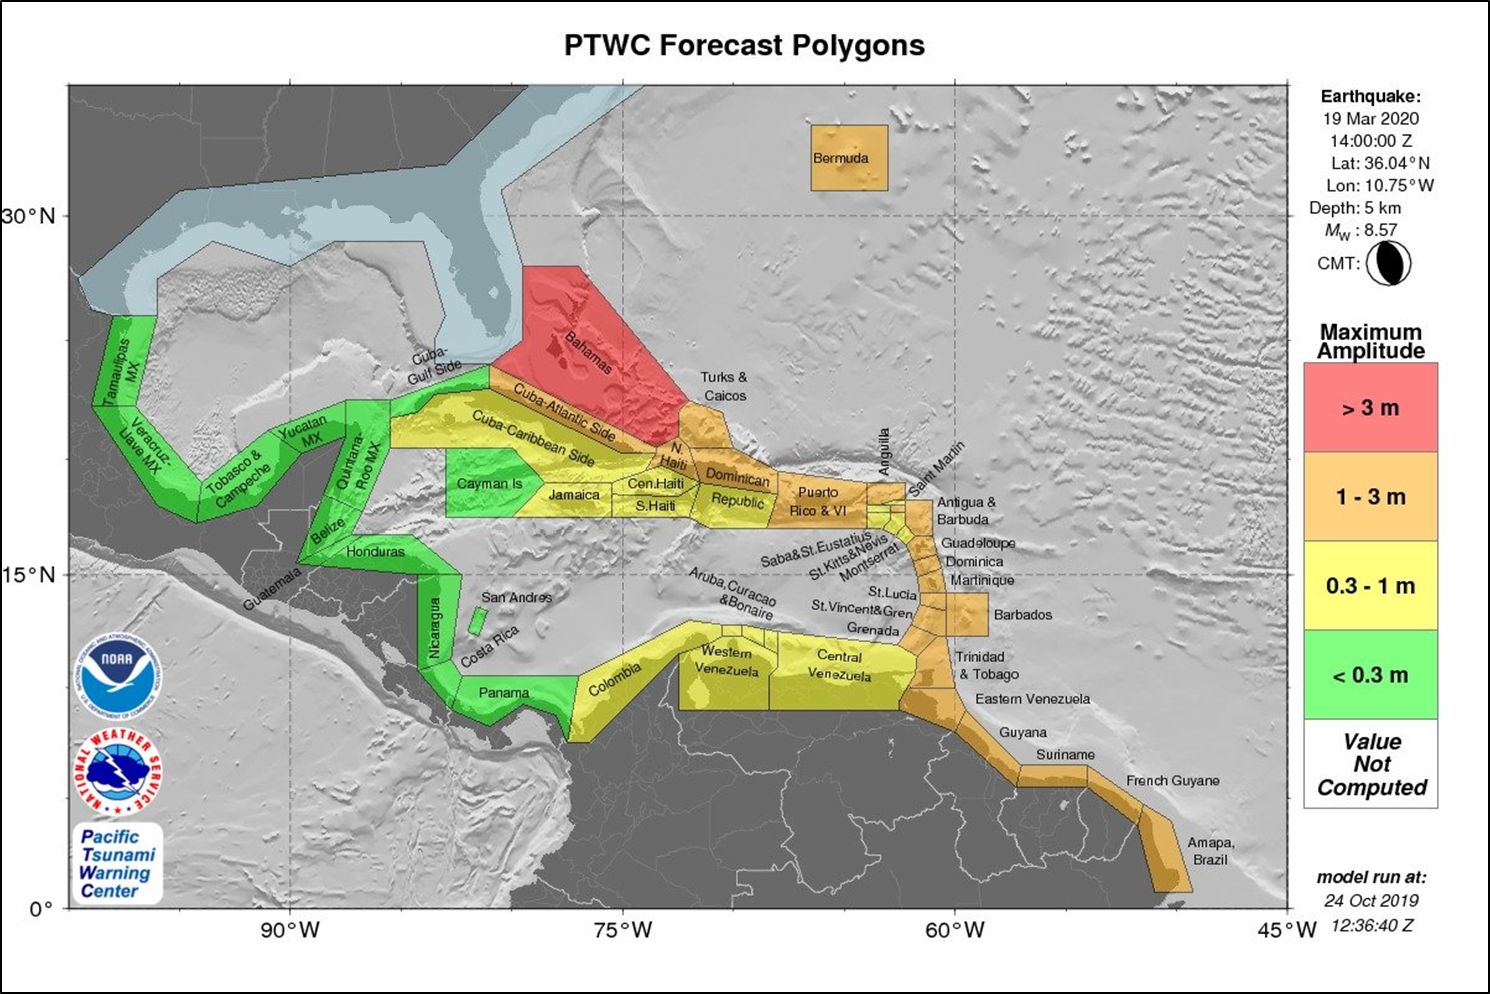 PTWC Forecast Polygons
Earthquake:
19 Mar 2020
14:00:00 Z
Lat: 36.04°N
Lon: 10.75°W
Depth: 5 km
MW : 8.57
CMT:
Maximum
Amplitude
> 3 m
1 - 3 m
0.3 - 1 m
< 0.3 m
Value
Not
Computed
model run at:
24 Oct 2019
12:36:40 Z
30°N
15°N
0°
90°W
75°W
60°W
45°W
Bermuda
Bahamas
Turks &
Caicos
Cuba-
Gulf Side
Cuba-Atlantic Side
Cuba-Caribbean Side
Tamaulipas
MX
Veracruz-
Llave MX
Tobasco &
Campeche
Yucatan
MX
Quintana-
Roo MX
Belize
Guatemala
Honduras
Nicaragua
San Andres
Costa Rica
Panama
Colombia
Cayman Is
Jamaica
N.
Haiti
Cen.Haiti
S.Haiti
Dominican
Republic
Puerto
Rico & VI
Anguilla
Saint Martin
Antigua &
Barbuda
Saba&St.Eustatius
St.Kitts&Nevis
Montserrat
Guadeloupe
Dominica
Martinique
St.Lucia
St.Vincent&Gren
Barbados
Grenada
Aruba,Curacao
&Bonaire
Western
Venezuela
Central
Venezuela
Trinidad
& Tobago
Eastern Venezuela
Guyana
Suriname
French Guyane
Amapa,
Brazil
NOAA
NATIONAL WEATHER SERVICE
Pacific
Tsunami
Warning
Center